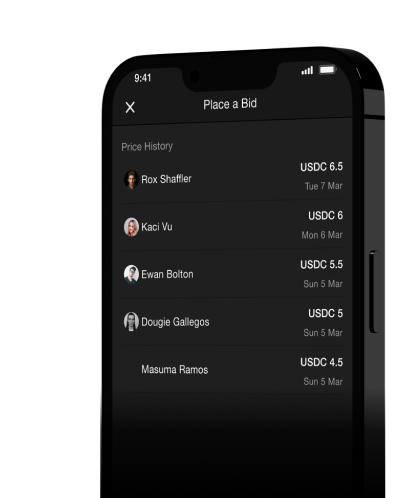 9:41
Place a Bid
Price History
Rox Shaffler
USDC 6.5
Tue 7 Mar
Kaci Vu
USDC 6
Mon 6 Mar
Ewan Bolton
USDC 5.5
Sun 5 Mar
Dougie Gallegos
USDC 5
Sun 5 Mar
Masuma Ramos
USDC 4.5
Sun 5 Mar